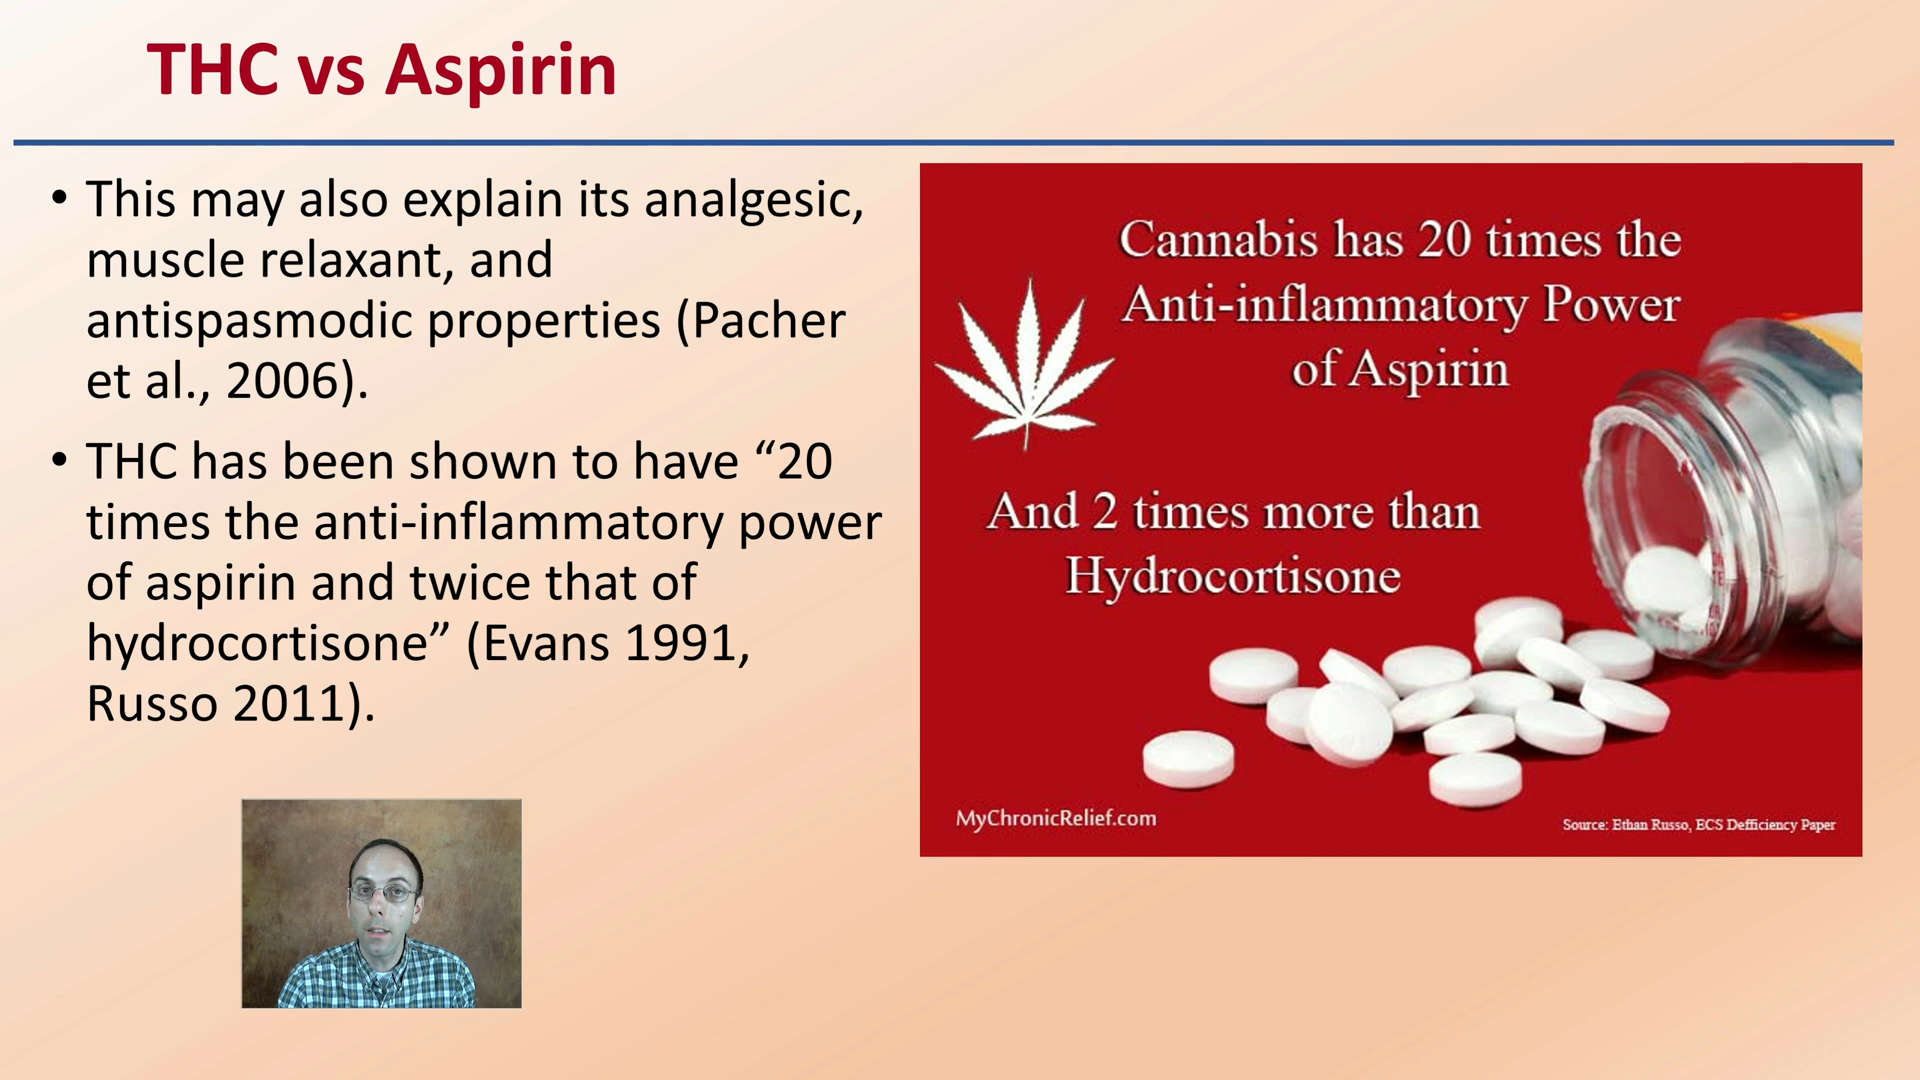 THC vs Aspirin
• This may also explain its analgesic,
muscle relaxant, and
antispasmodic properties (Pacher
et al., 2006).
• THC has been shown to have “20
times the anti-inflammatory power
of aspirin and twice that of
hydrocortisone” (Evans 1991,
Russo 2011).
Cannabis has 20 times the
Anti-inflammatory Power
of Aspirin
And 2 times more than
Hydrocortisone
MyChronicRelief.com
Source: Ethan Russo, ECS Defficiency Paper